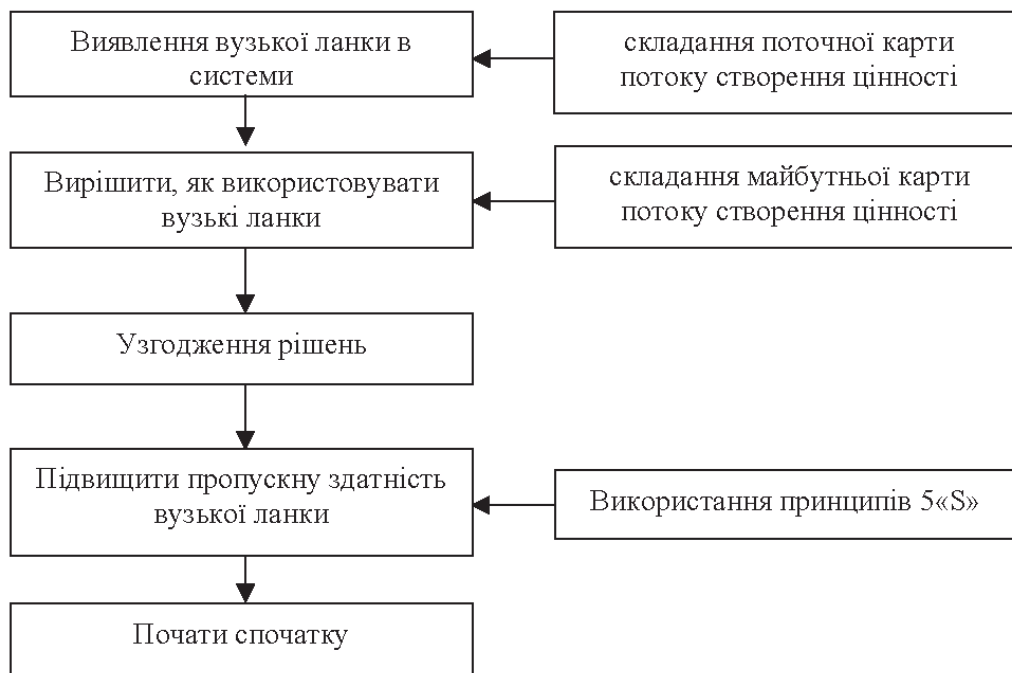 Виявлення вузької ланки в
системи
складання поточної карти
потоку створення цінності
Вирішити, як використовувати
вузькі ланки
складання майбутньої карти
потоку створення цінності
Узгодження рішень
Підвищити пропускну здатність
вузької ланки
Використання принципів 5«S»
Почати спочатку